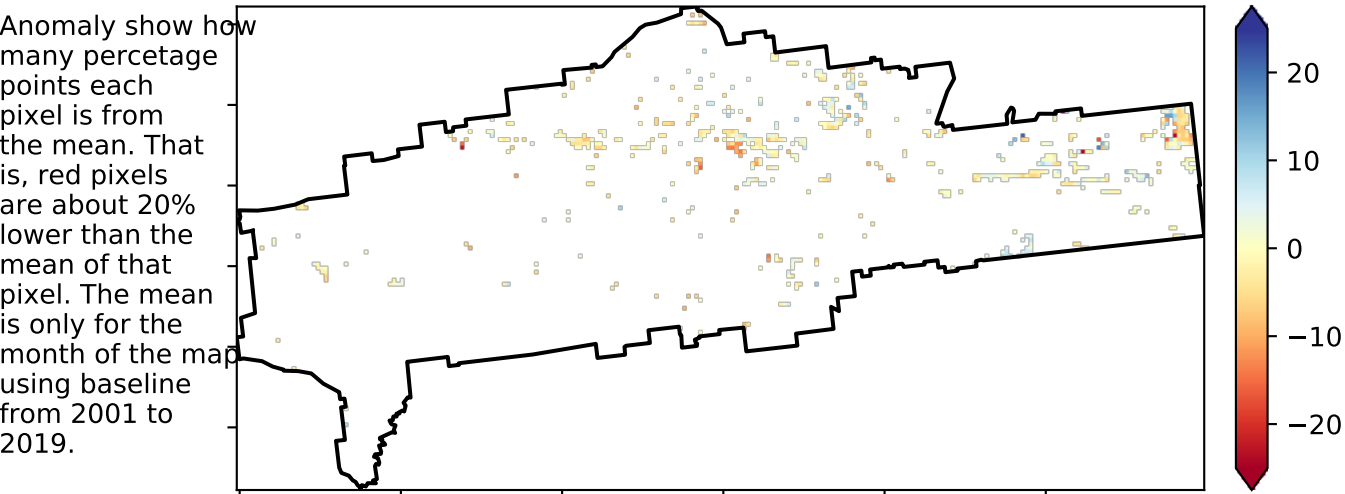 Anomaly show how
many percetage
points each
pixel is from
the mean. That
is, red pixels
are about 20%
lower than the
mean of that
pixel. The mean
is only for the
month of the map
using baseline
from 2001 to
2019.
20
10
0
−10
−20